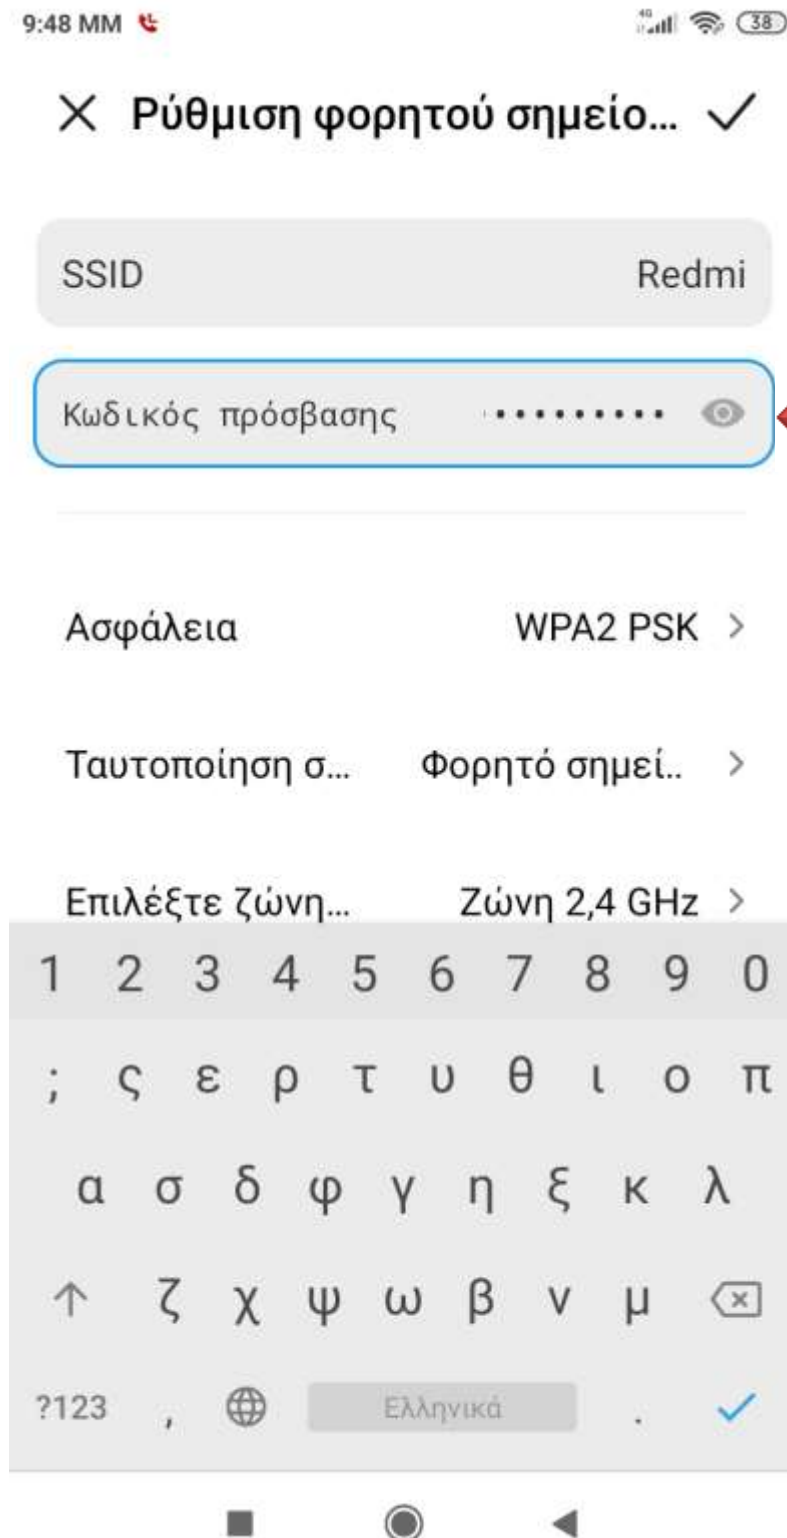 9:48 ΜΜ 4G 38
Ρύθμιση φορητού σημείο...
SSID Redmi
Κωδικός πρόσβασης ·•••••••••
Ασφάλεια WPA2 PSK
Ταυτοποίηση σ... Φορητό σημεί..
Επιλέξτε ζώνη... Ζώνη 2,4 GHz
1 2 3 4 5 6 7 8 9 0
; ς ε ρ τ υ θ ι ο π
α σ δ φ γ η ξ κ λ
ζ χ ψ ω β ν μ
?123 , Ελληνικά .